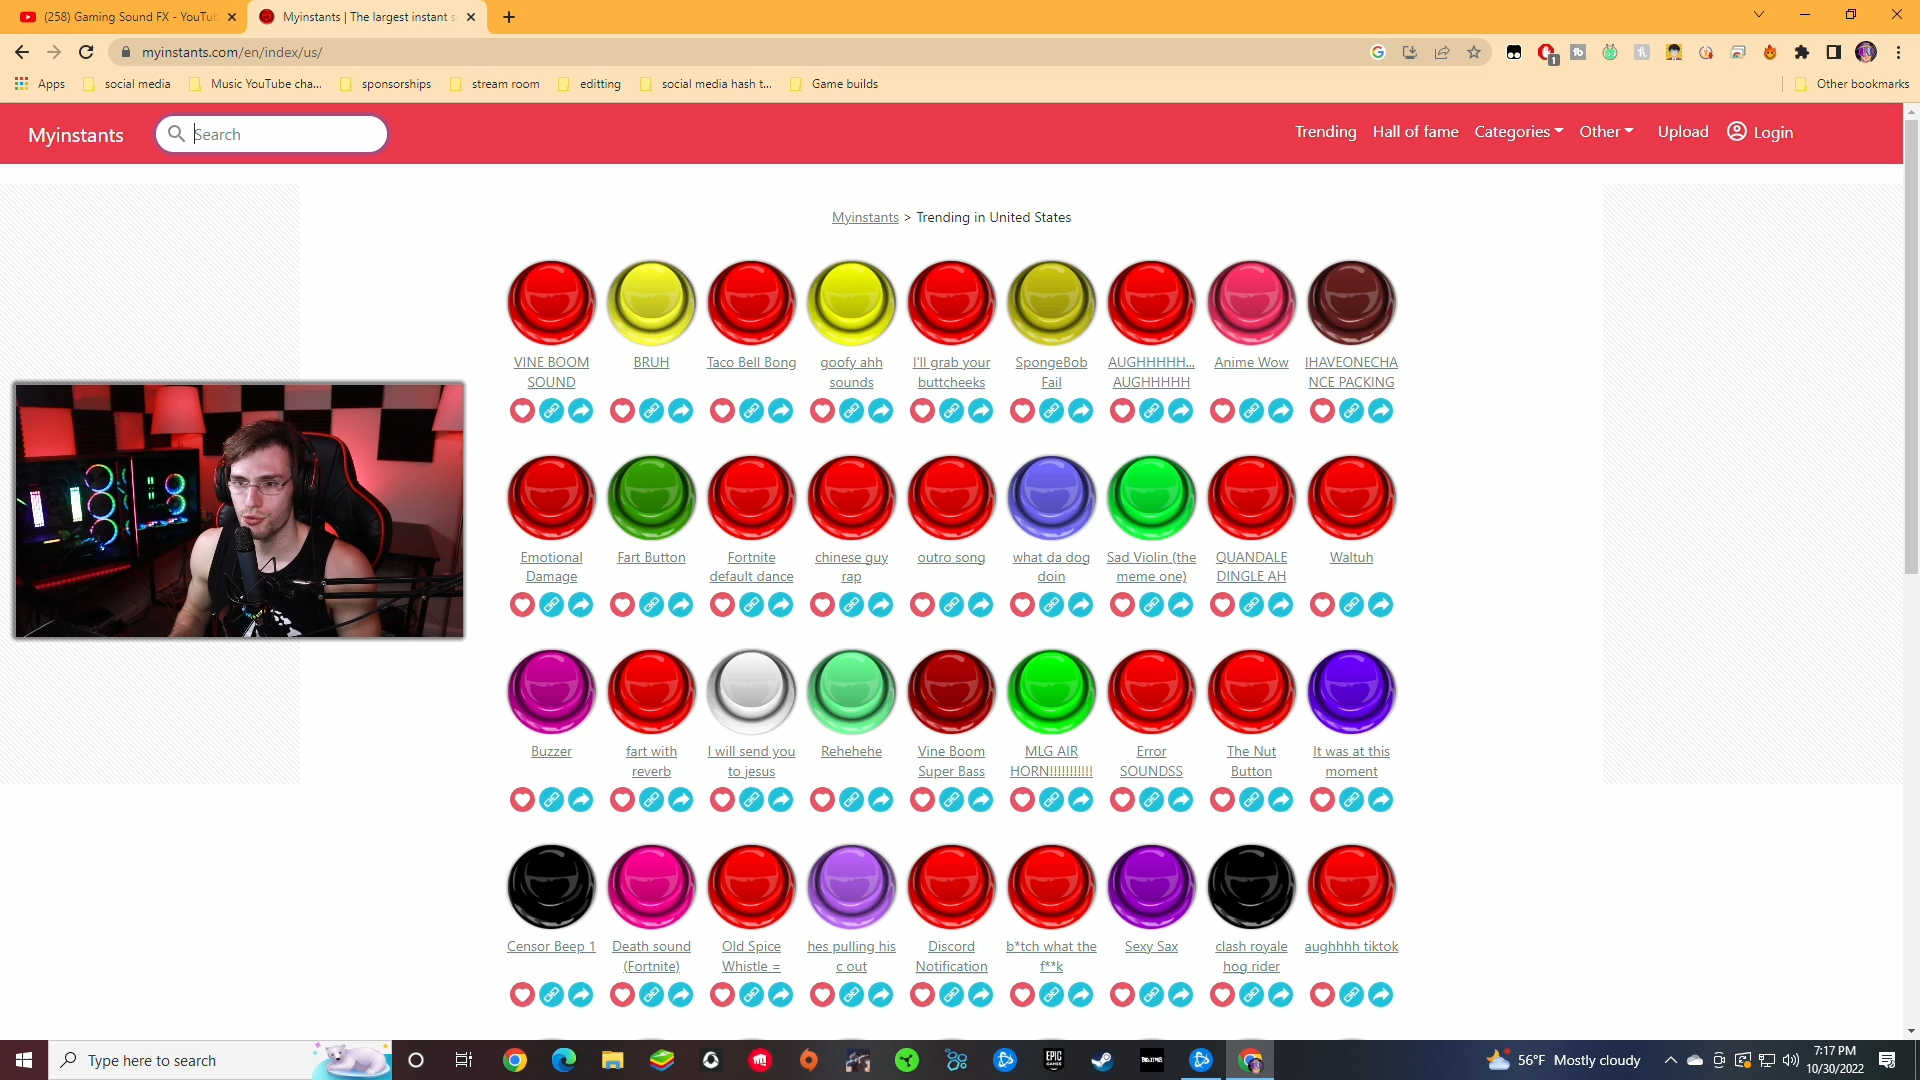 (258) Gaming Sound FX - YouTub
Myinstants | The largest instant s
myinstants.com/en/index/us/
Apps
social media
Music YouTube cha...
sponsorships
stream room
editting
social media hash t...
Game builds
Other bookmarks
Myinstants
Search
Trending
Hall of fame
Categories
Other
Upload
Login
Myinstants > Trending in United States
VINE BOOM
SOUND
BRUH
Taco Bell Bong
goofy ahh
sounds
I'll grab your
buttcheeks
SpongeBob
Fail
AUGHHHHH...
AUGHHHHH
Anime Wow
IHAVEONECHA
NCE PACKING
Emotional
Damage
Fart Button
Fortnite
default dance
chinese guy
rap
outro song
what da dog
doin
Sad Violin (the
meme one)
QUANDALE
DINGLE AH
Waltuh
Buzzer
fart with
reverb
I will send you
to jesus
Rehehehe
Vine Boom
Super Bass
MLG AIR
HORN!!!!!!!!!!!
Error
SOUNDSS
The Nut
Button
It was at this
moment
Censor Beep 1
Death sound
(Fortnite)
Old Spice
Whistle =
hes pulling his
c out
Discord
Notification
b*tch what the
f**k
Sexy Sax
clash royale
hog rider
aughhhh tiktok
Type here to search
EPIC
GAMES
56°F Mostly cloudy
7:17 PM
10/30/2022